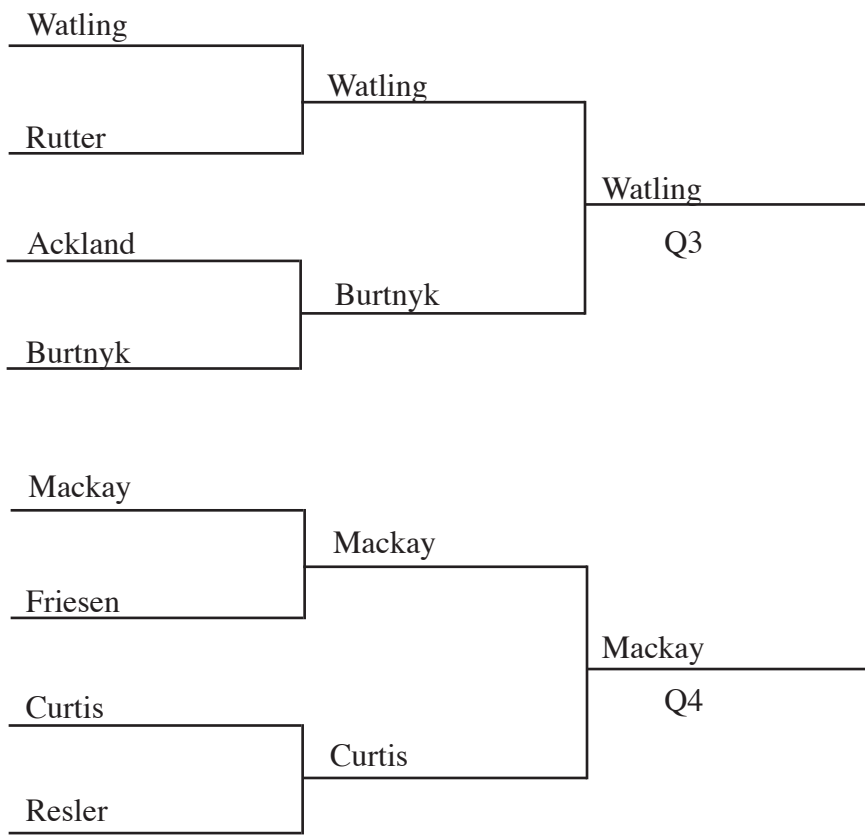 Watling
Watling
Rutter
Watling
Q3
Ackland
Burtnyk
Burtnyk
Mackay
Mackay
Friesen
Mackay
Q4
Curtis
Curtis
Resler